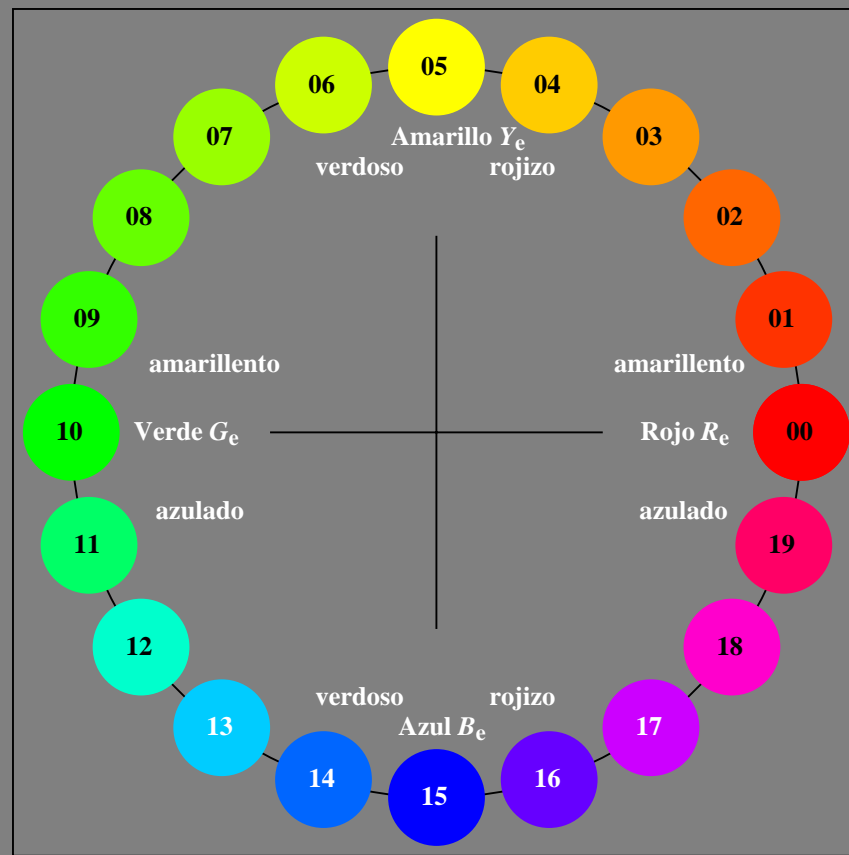 05
06 04
07 03
Amarillo Ye
verdoso rojizo
08 02
09 01
amarillento amarillento
10 Verde Ge Rojo Re 00
azulado azulado
11 19
12 18
verdoso rojizo
13 Azul Be 17
14 16
15